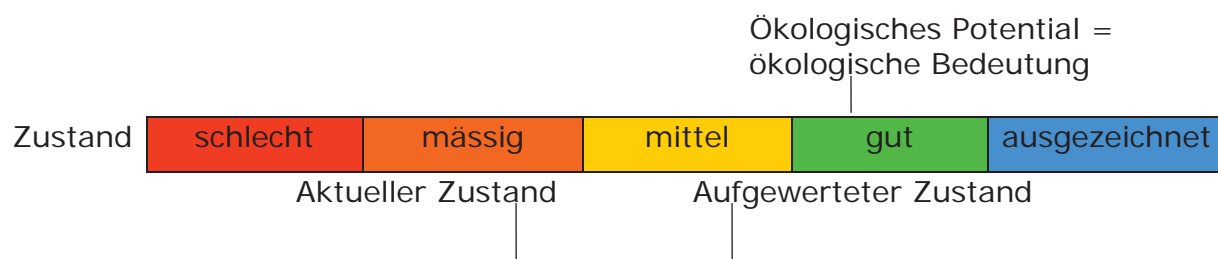 Ökologisches Potential =
ökologische Bedeutung
Zustand schlecht mässig mittel gut ausgezeichnet
Aktueller Zustand Aufgewerteter Zustand